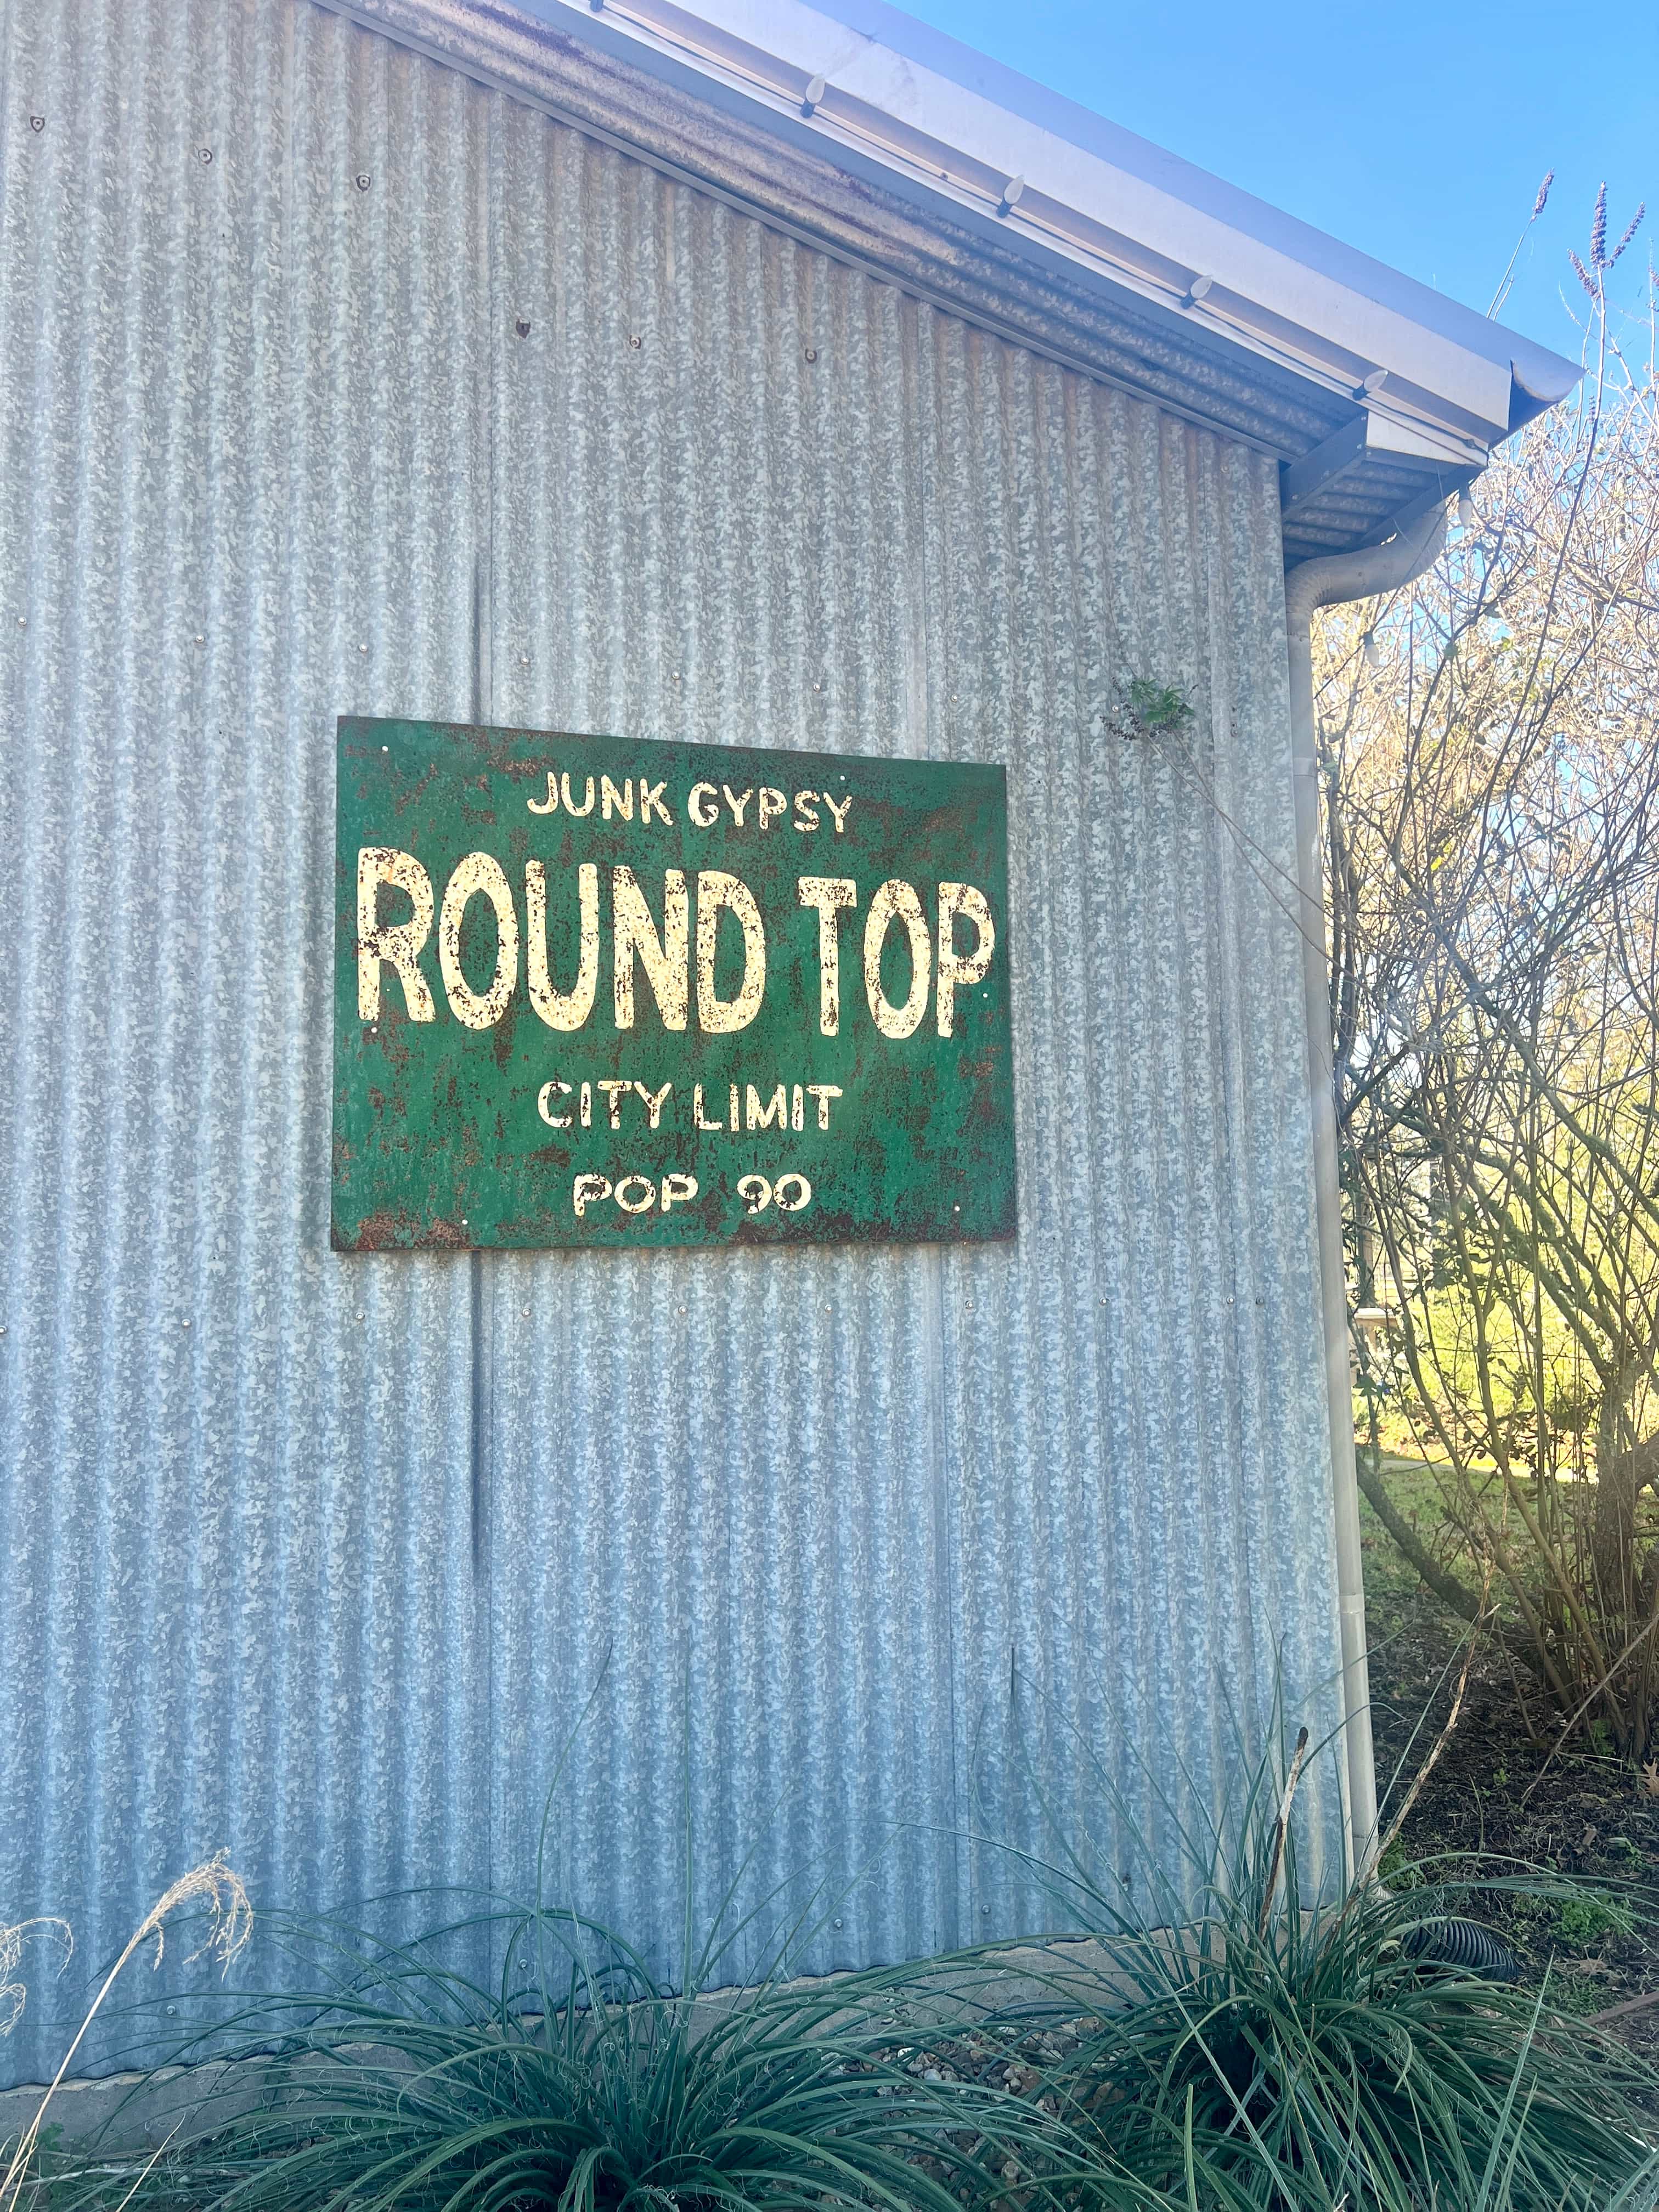 JUNK GYPSY
ROUND TOP
CITY LIMIT
POP 90